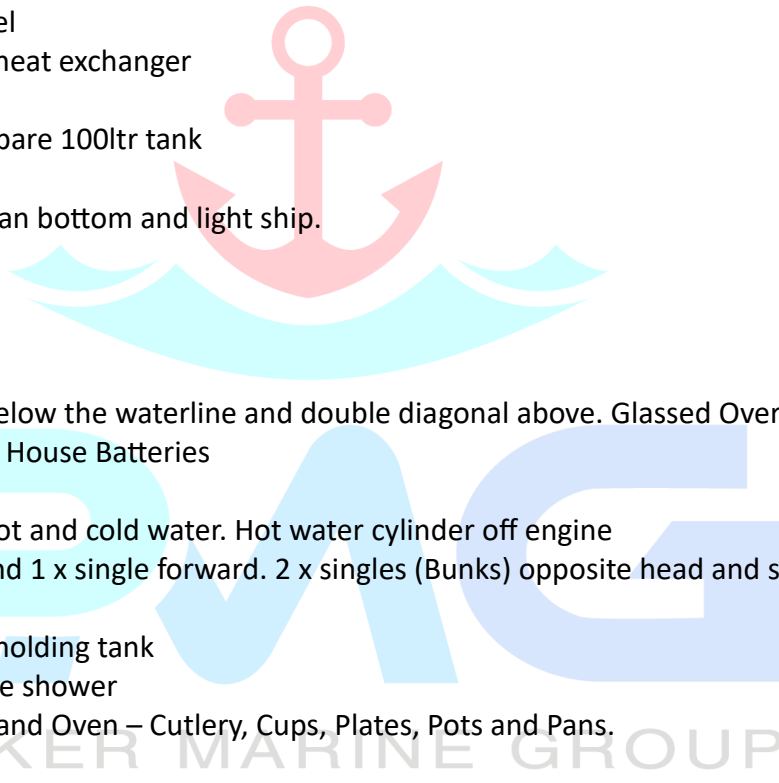 el
heat exchanger
pare 100ltr tank
an bottom and light ship.
elow the waterline and double diagonal above. Glassed Over
House Batteries
ot and cold water. Hot water cylinder off engine
nd 1 x single forward. 2 x singles (Bunks) opposite head and s
holding tank
e shower
and Oven – Cutlery, Cups, Plates, Pots and Pans.
PMG
KER MARINE GROUP